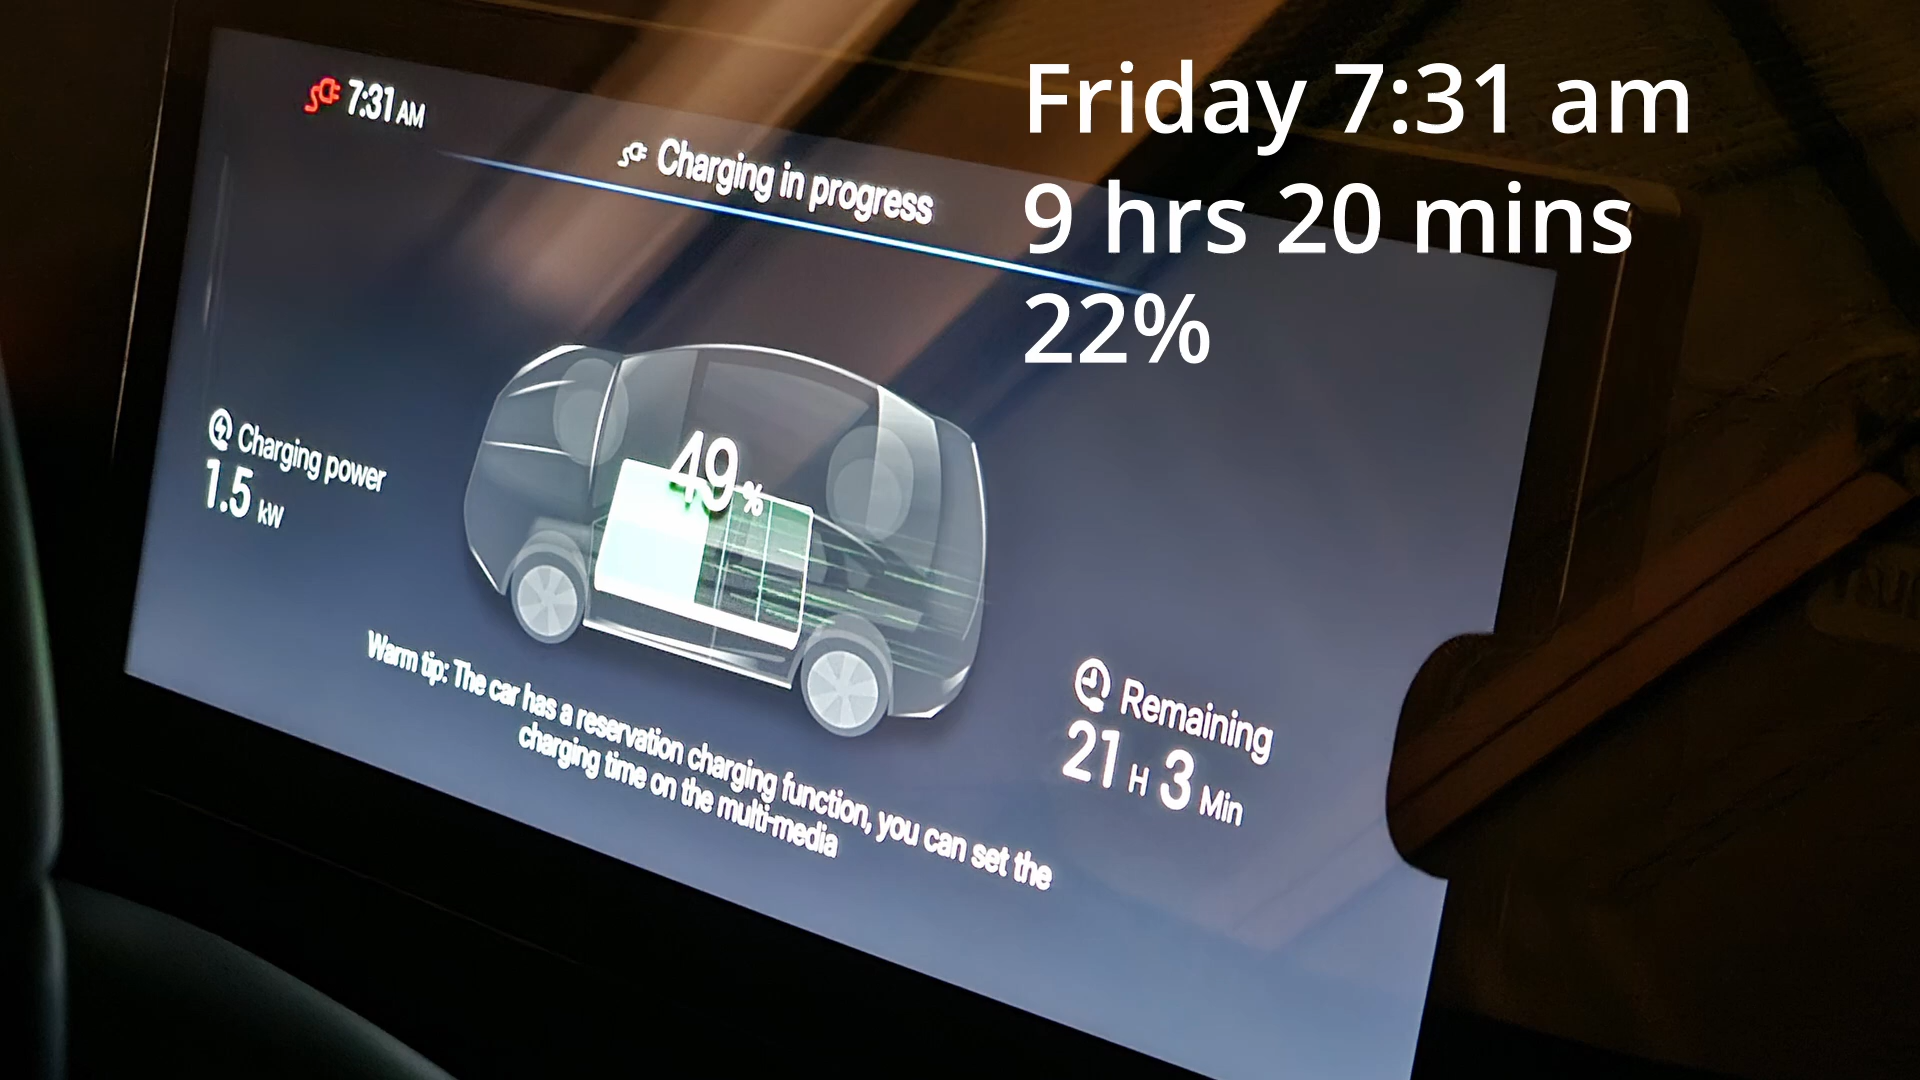 Friday 7:31 am
9 hrs 20 mins
22%
7:31 AM
Charging in progress
Charging power
1.5 kW
49 %
Remaining
21 H 3 Min
Warm tip: The car has a reservation charging function, you can set the
charging time on the multi-media